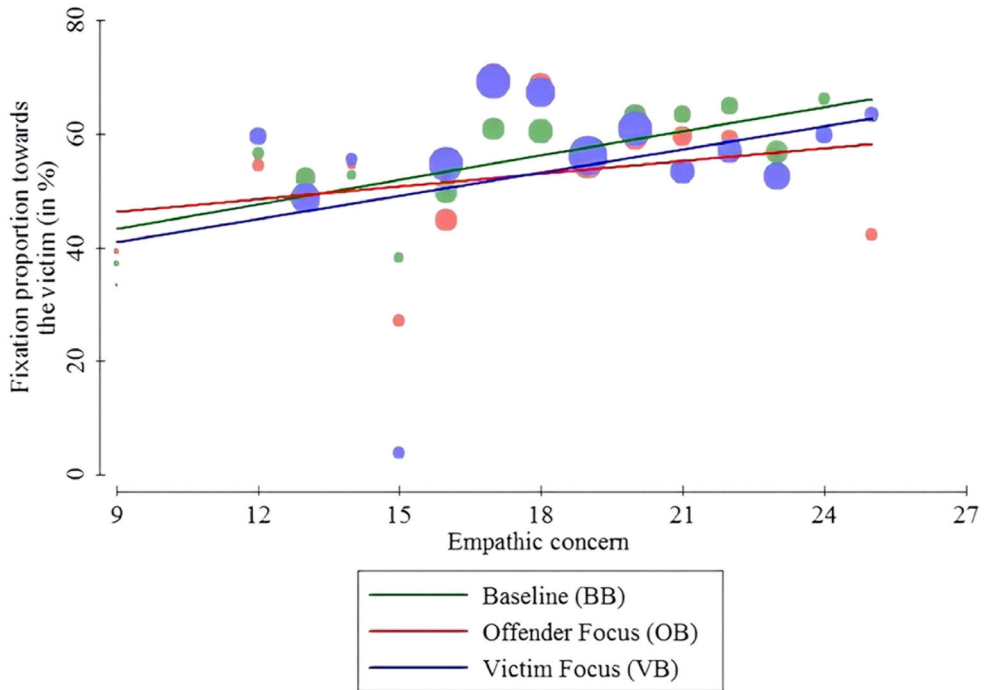 80
60
40
20
0
Fixation proportion towards
the victim (in %)
9 12 15 18 21 24 27
Empathic concern
Baseline (BB)
Offender Focus (OB)
Victim Focus (VB)